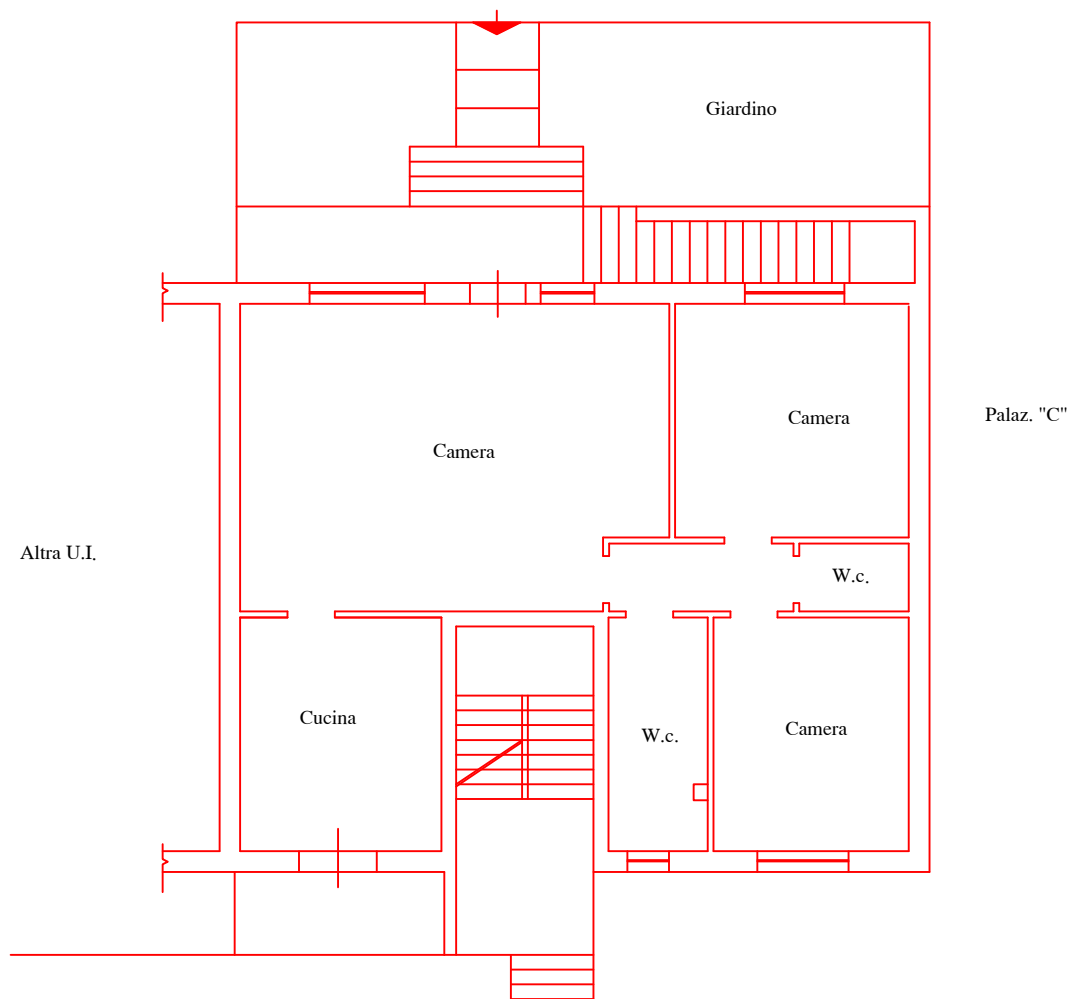 Giardino
Camera
Palaz. "C"
Camera
Altra U.I.
W.c.
Cucina
W.c.
Camera